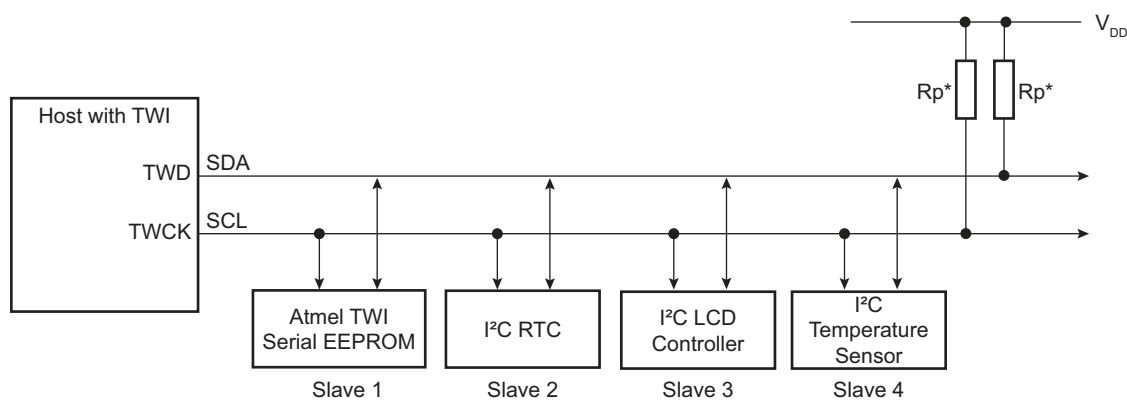 V_DD
Rp* Rp*
Host with TWI
TWD SDA
TWCK SCL
Atmel TWI
Serial EEPROM
I²C RTC
I²C LCD
Controller
I²C
Temperature
Sensor
Slave 1 Slave 2 Slave 3 Slave 4